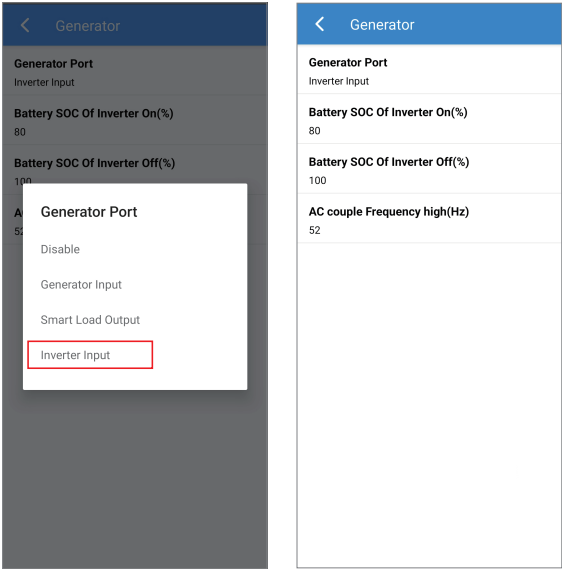 Generator
Generator Port
Inverter Input
Battery SOC Of Inverter On(%)
80
Battery SOC Of Inverter Off(%)
100
A
52
Generator Port
Disable
Generator Input
Smart Load Output
Inverter Input
Generator
Generator Port
Inverter Input
Battery SOC Of Inverter On(%)
80
Battery SOC Of Inverter Off(%)
100
AC couple Frequency high(Hz)
52